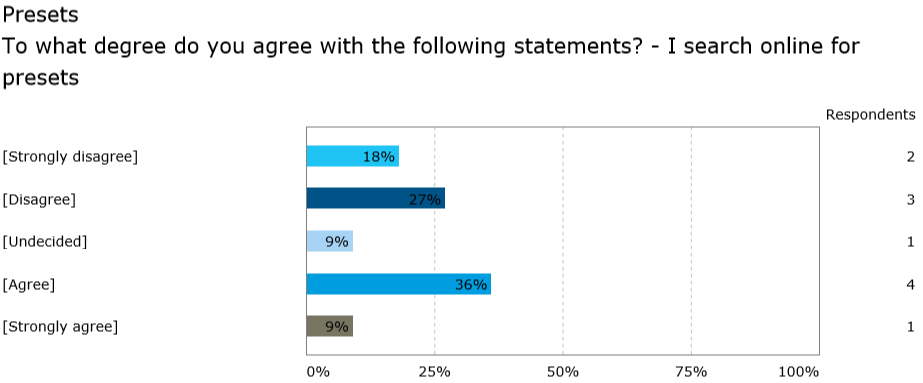 Presets
To what degree do you agree with the following statements? - I search online for
presets
Respondents
[Strongly disagree] 18% 2
[Disagree] 27% 3
[Undecided] 9% 1
[Agree] 36% 4
[Strongly agree] 9% 1
0% 25% 50% 75% 100%